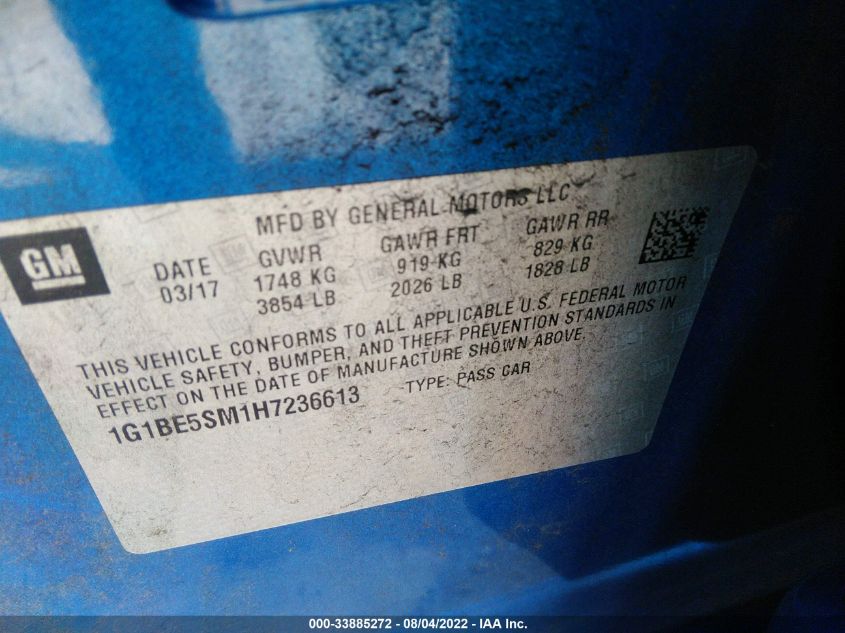 MFD BY GENERAL MOTORS LLC
GM
DATE GVWR GAWR FRT GAWR RR
03/17 1748 KG 919 KG 829 KG
3854 LB 2026 LB 1828 LB
THIS VEHICLE CONFORMS TO ALL APPLICABLE U.S. FEDERAL MOTOR
VEHICLE SAFETY, BUMPER, AND THEFT PREVENTION STANDARDS IN
EFFECT ON THE DATE OF MANUFACTURE SHOWN ABOVE.
1G1BE5SM1H7236613 TYPE: PASS CAR
000-33885272 - 08/04/2022 - IAA Inc.